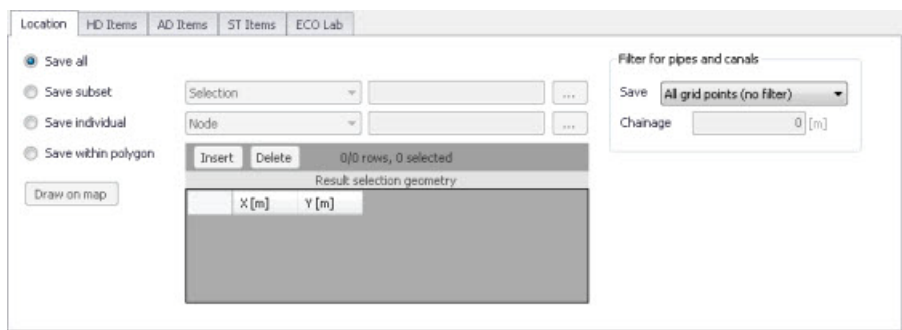 Location HD Items AD Items ST Items ECO Lab
Save all
Save subset Selection ...
Save individual Node ...
Save within polygon Insert Delete 0/0 rows, 0 selected
Result selection geometry
Draw on map
X [m] Y [m]
Filter for pipes and canals
Save All grid points (no filter)
Chainage 0 [m]